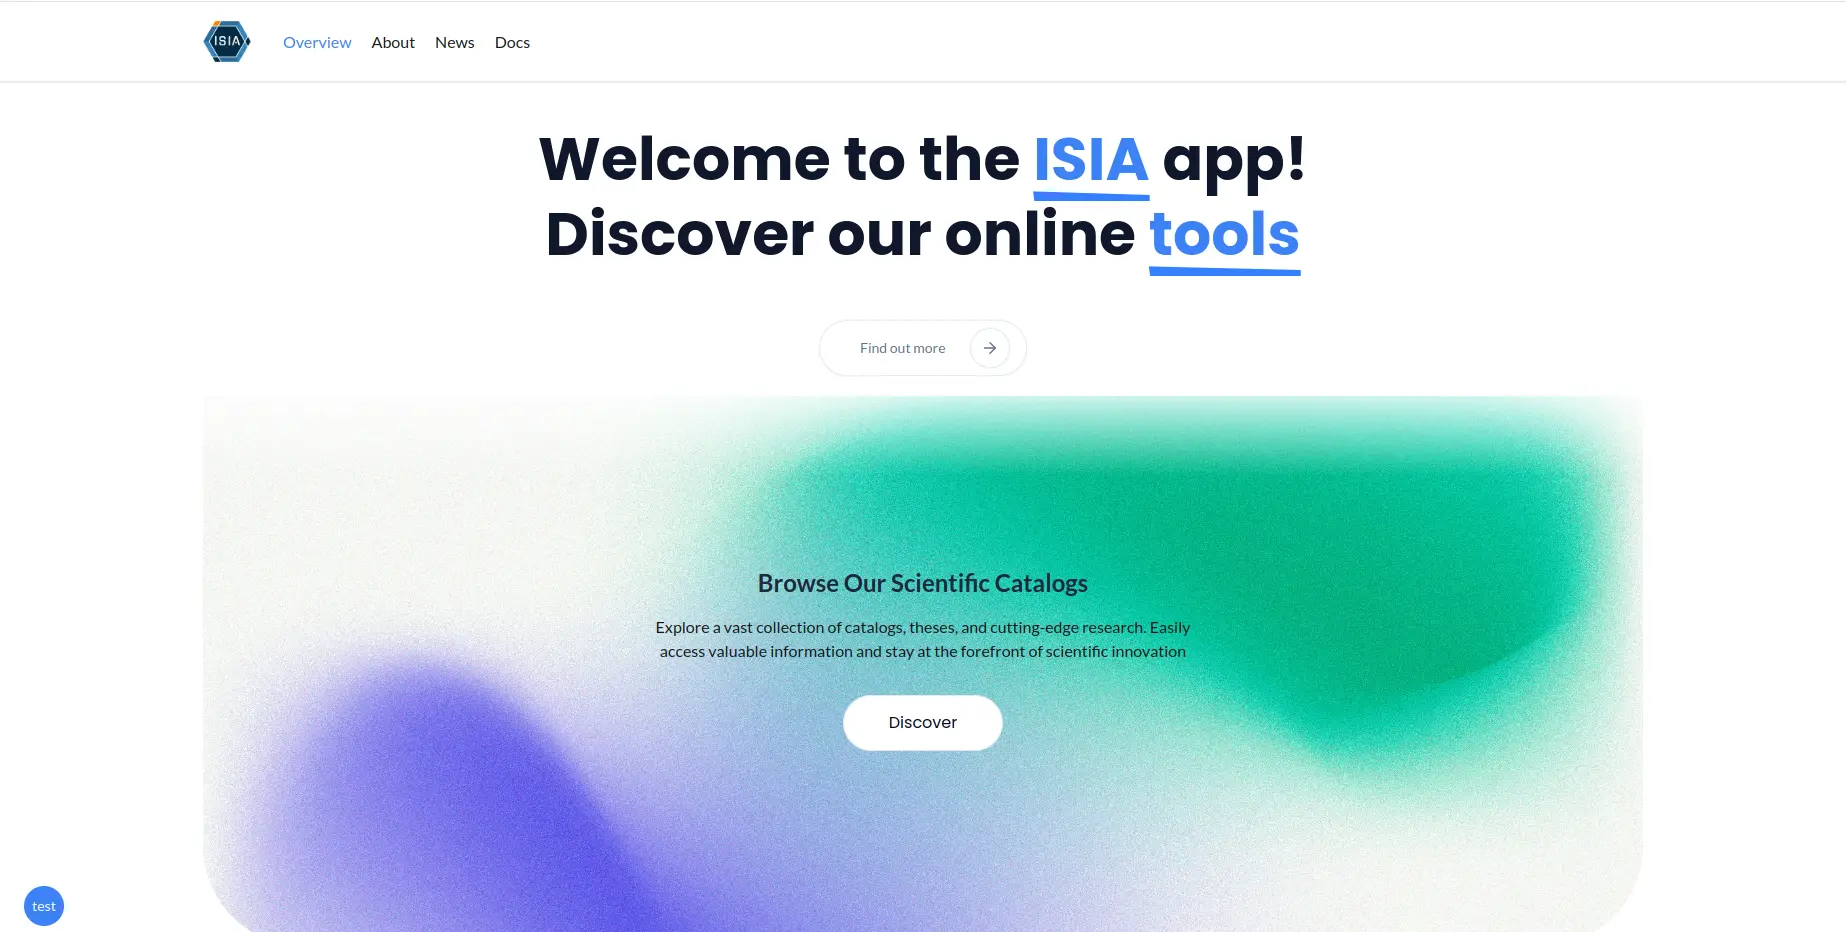 ISIA
Overview About News Docs
Welcome to the ISIA app!
Discover our online tools
Find out more
Browse Our Scientific Catalogs
Explore a vast collection of catalogs, theses, and cutting-edge research. Easily
access valuable information and stay at the forefront of scientific innovation
Discover
test